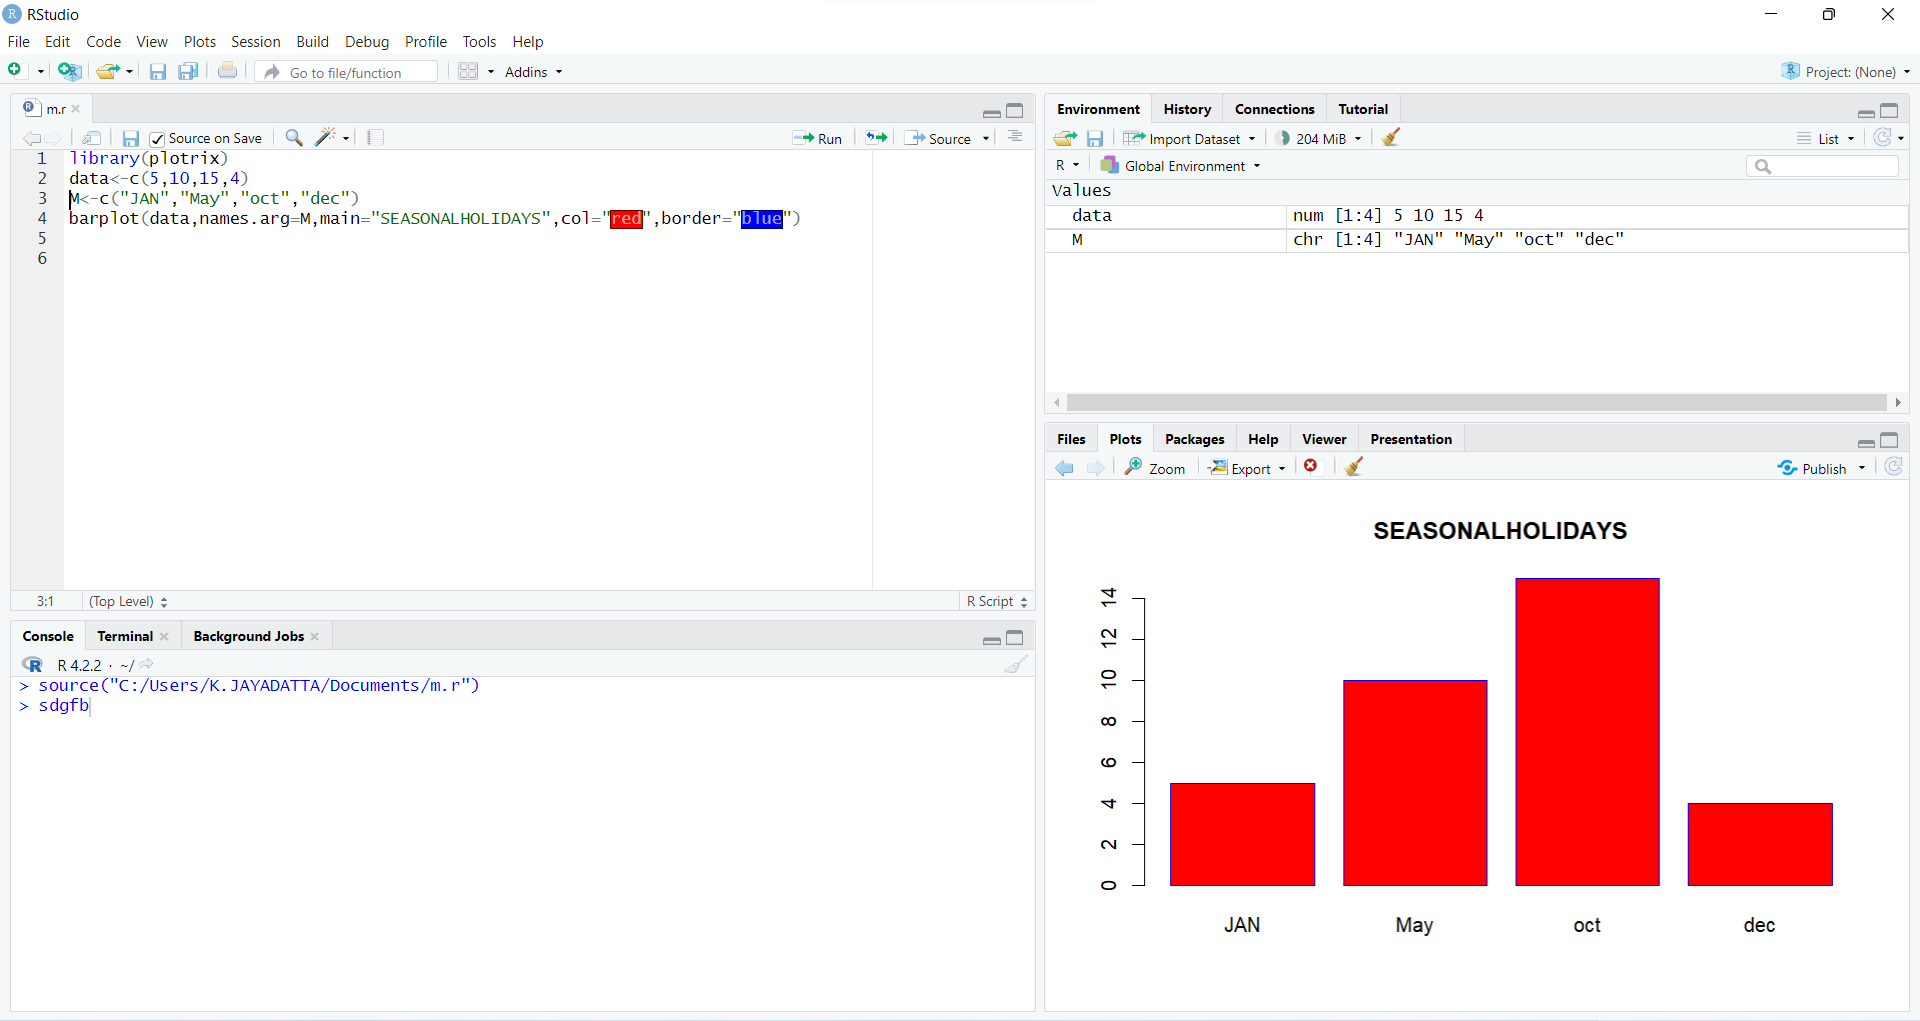 RStudio
File Edit Code View Plots Session Build Debug Profile Tools Help
Go to file/function Addins Project: (None)
m.r
Source on Save Run Source
1 library(plotrix)
2 data<-c(5,10,15,4)
3 M<-c("JAN","May","oct","dec")
4 barplot(data,names.arg=M,main="SEASONALHOLIDAYS",col="red",border="blue")
5
6
3:1 (Top Level) R Script
Console Terminal Background Jobs
R 4.2.2 · ~/
> source("C:/Users/K.JAYADATTA/Documents/m.r")
> sdgfb
Environment History Connections Tutorial
Import Dataset 204 MiB List
R Global Environment
Values
data num [1:4] 5 10 15 4
M chr [1:4] "JAN" "May" "oct" "dec"
Files Plots Packages Help Viewer Presentation
Zoom Export Publish
SEASONALHOLIDAYS
14
12
10
8
6
4
2
0
JAN May oct dec